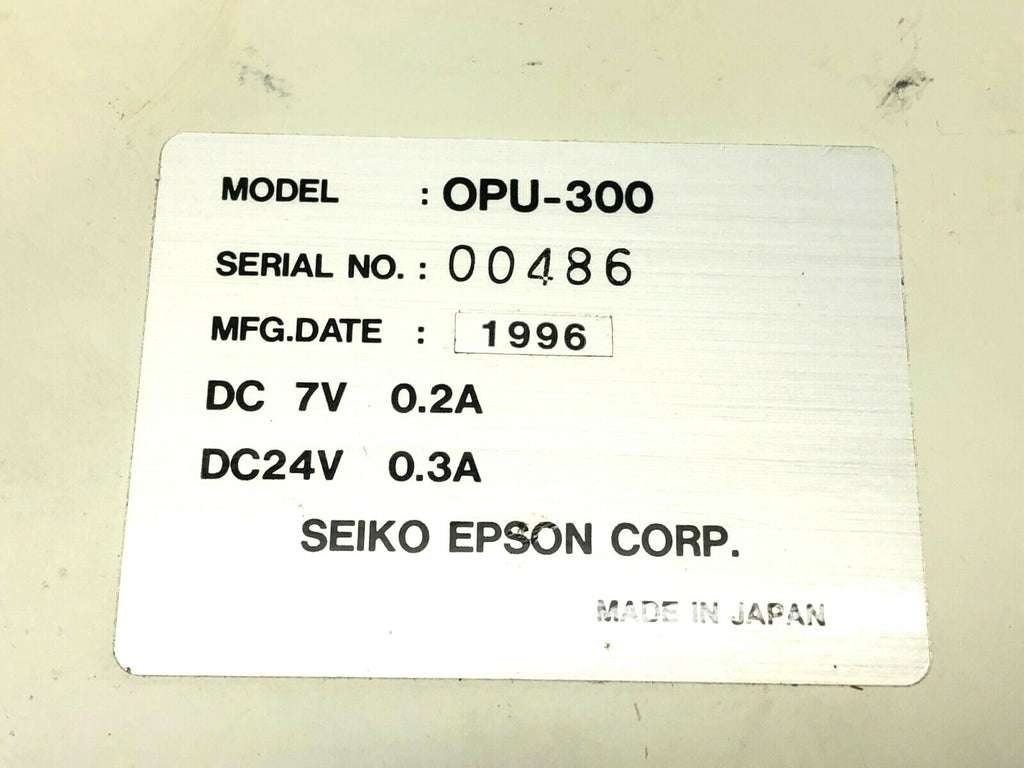 MODEL : OPU-300
SERIAL NO. : 00486
MFG.DATE : 1996
DC 7V 0.2A
DC24V 0.3A
SEIKO EPSON CORP.
MADE IN JAPAN